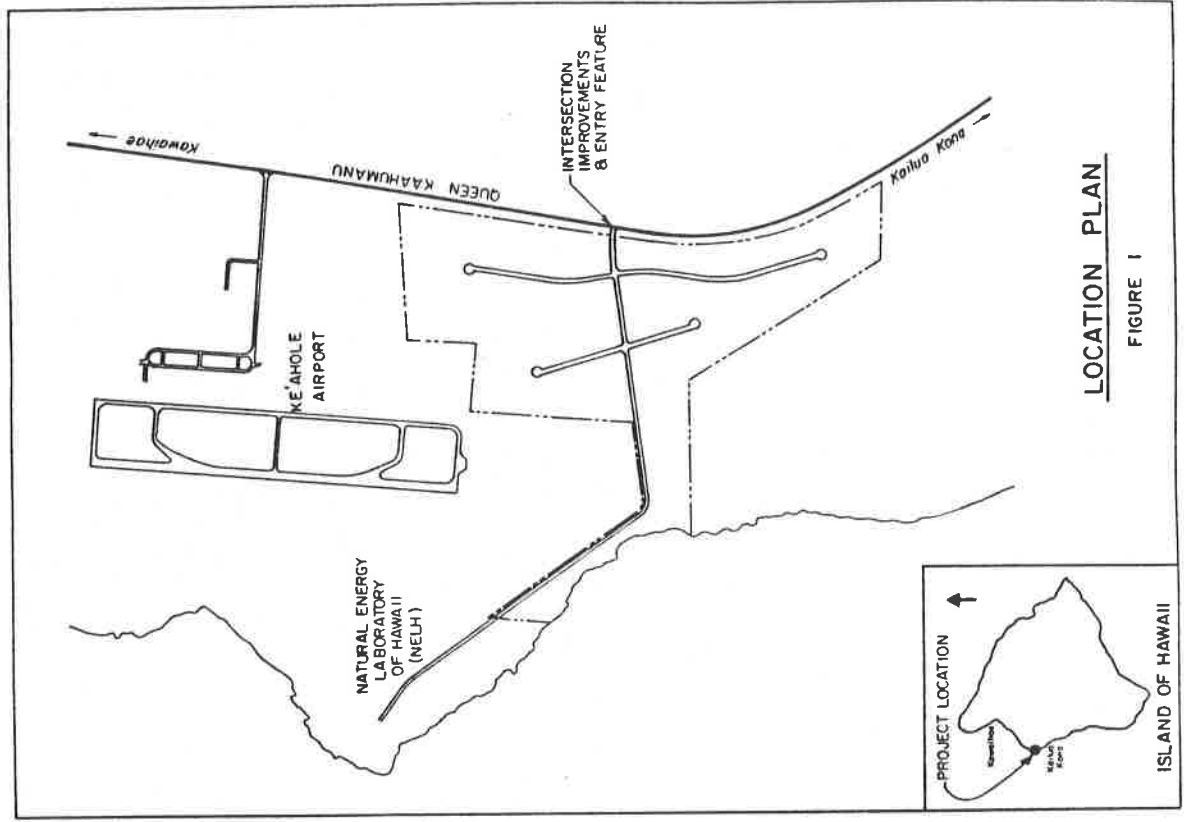 Kawaihae
QUEEN KAAHUMANU
INTERSECTION
IMPROVEMENTS
& ENTRY FEATURE
Kailua Kona
KE'AHOLE
AIRPORT
NATURAL ENERGY
LABORATORY
OF HAWAII
(NELH)
LOCATION PLAN
FIGURE 1
PROJECT LOCATION
Kawaihae
Kailua
Kona
ISLAND OF HAWAII